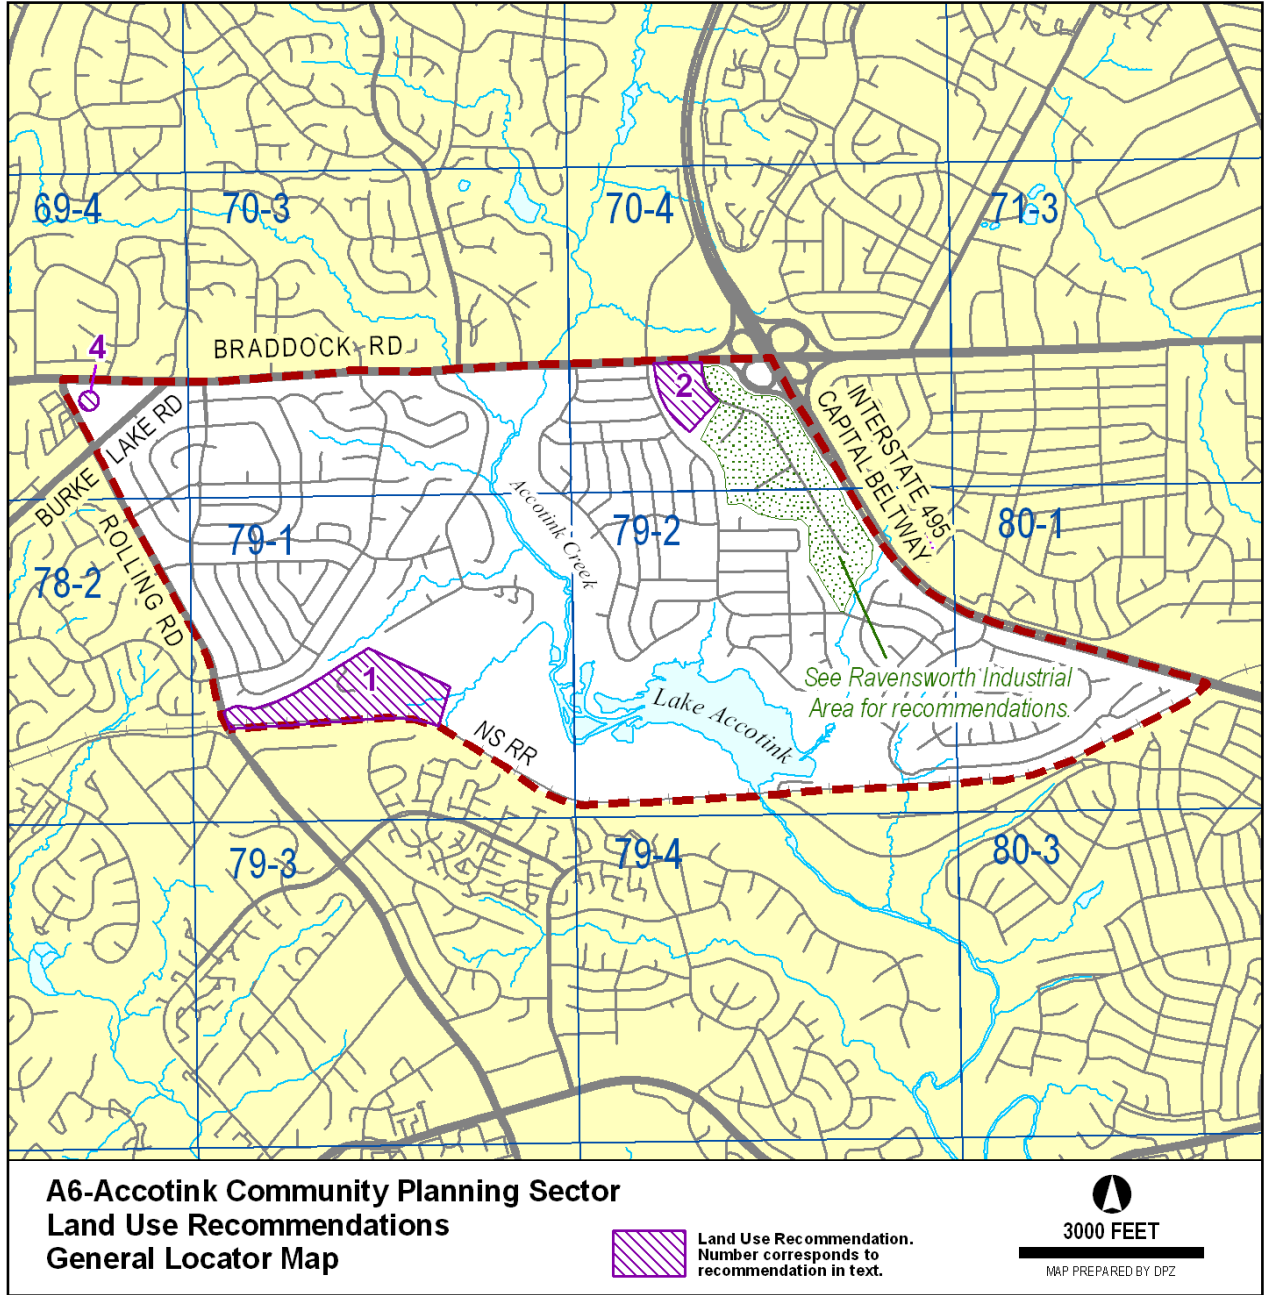 69-4
70-3
70-4
71-3
4
BRADDOCK RD
2
LAKE RD
BURKE
INTERSTATE 495
CAPITAL BELTWAY
ROLLING RD
Accotink Creek
79-1
79-2
80-1
78-2
1
See Ravensworth Industrial
Area for recommendations.
Lake Accotink
NS RR
79-3
79-4
80-3
A6-Accotink Community Planning Sector
Land Use Recommendations
General Locator Map
Land Use Recommendation.
Number corresponds to
recommendation in text.
3000 FEET
MAP PREPARED BY DPZ